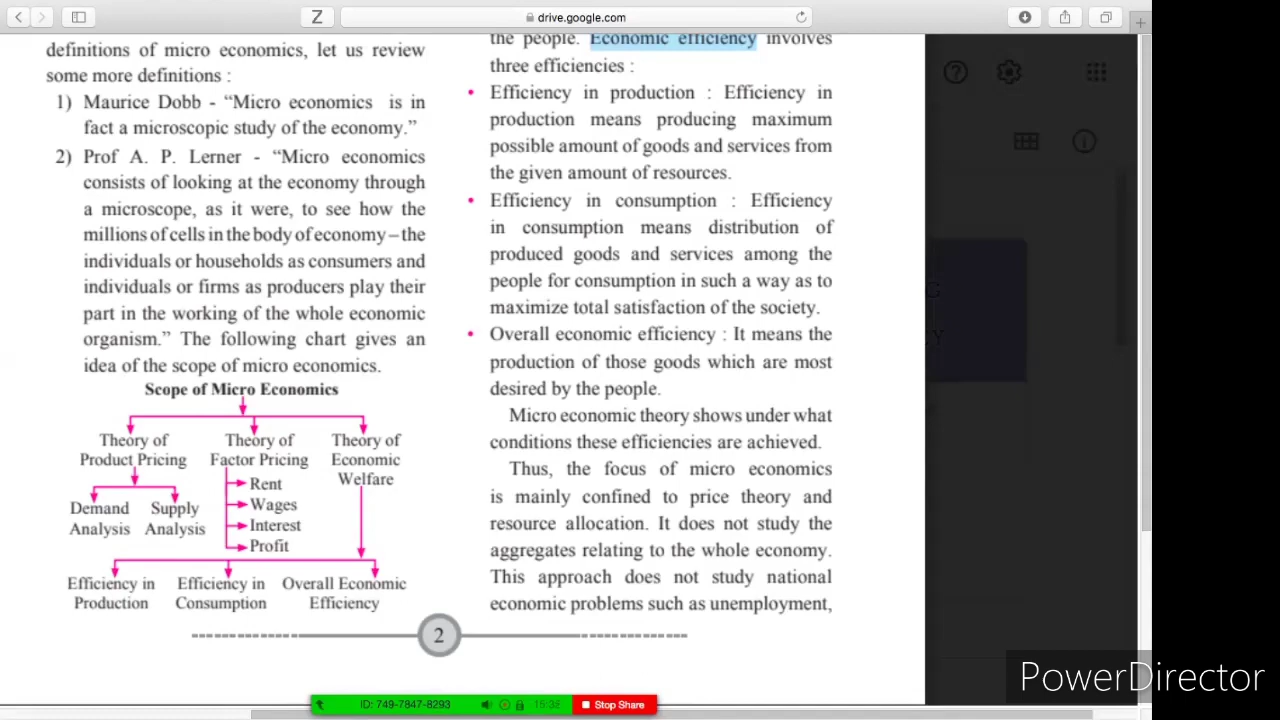 Z
drive.google.com
definitions of micro economics, let us review
some more definitions :
1) Maurice Dobb - “Micro economics is in
fact a microscopic study of the economy.”
2) Prof A. P. Lerner - “Micro economics
consists of looking at the economy through
a microscope, as it were, to see how the
millions of cells in the body of economy – the
individuals or households as consumers and
individuals or firms as producers play their
part in the working of the whole economic
organism.” The following chart gives an
idea of the scope of micro economics.
Scope of Micro Economics
Theory of Product Pricing
Theory of Factor Pricing
Theory of Economic Welfare
Demand Analysis
Supply Analysis
Rent
Wages
Interest
Profit
Efficiency in Production
Efficiency in Consumption
Overall Economic Efficiency
the people. Economic efficiency involves
three efficiencies :
• Efficiency in production : Efficiency in
production means producing maximum
possible amount of goods and services from
the given amount of resources.
• Efficiency in consumption : Efficiency
in consumption means distribution of
produced goods and services among the
people for consumption in such a way as to
maximize total satisfaction of the society.
• Overall economic efficiency : It means the
production of those goods which are most
desired by the people.
Micro economic theory shows under what
conditions these efficiencies are achieved.
Thus, the focus of micro economics
is mainly confined to price theory and
resource allocation. It does not study the
aggregates relating to the whole economy.
This approach does not study national
economic problems such as unemployment,
2
ID: 749-7847-8293
Stop Share
PowerDirector